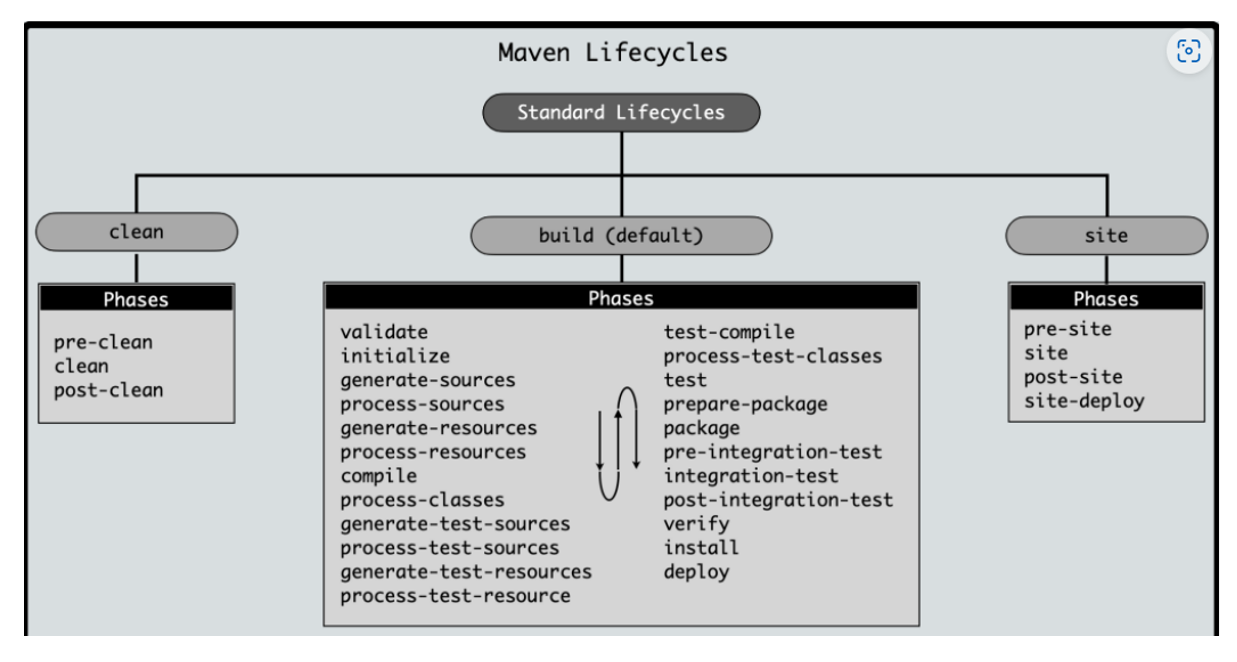 Maven Lifecycles
Standard Lifecycles
clean
build (default)
site
Phases
pre-clean
clean
post-clean
Phases
validate
initialize
generate-sources
process-sources
generate-resources
process-resources
compile
process-classes
generate-test-sources
process-test-sources
generate-test-resources
process-test-resource
test-compile
process-test-classes
test
prepare-package
package
pre-integration-test
integration-test
post-integration-test
verify
install
deploy
Phases
pre-site
site
post-site
site-deploy